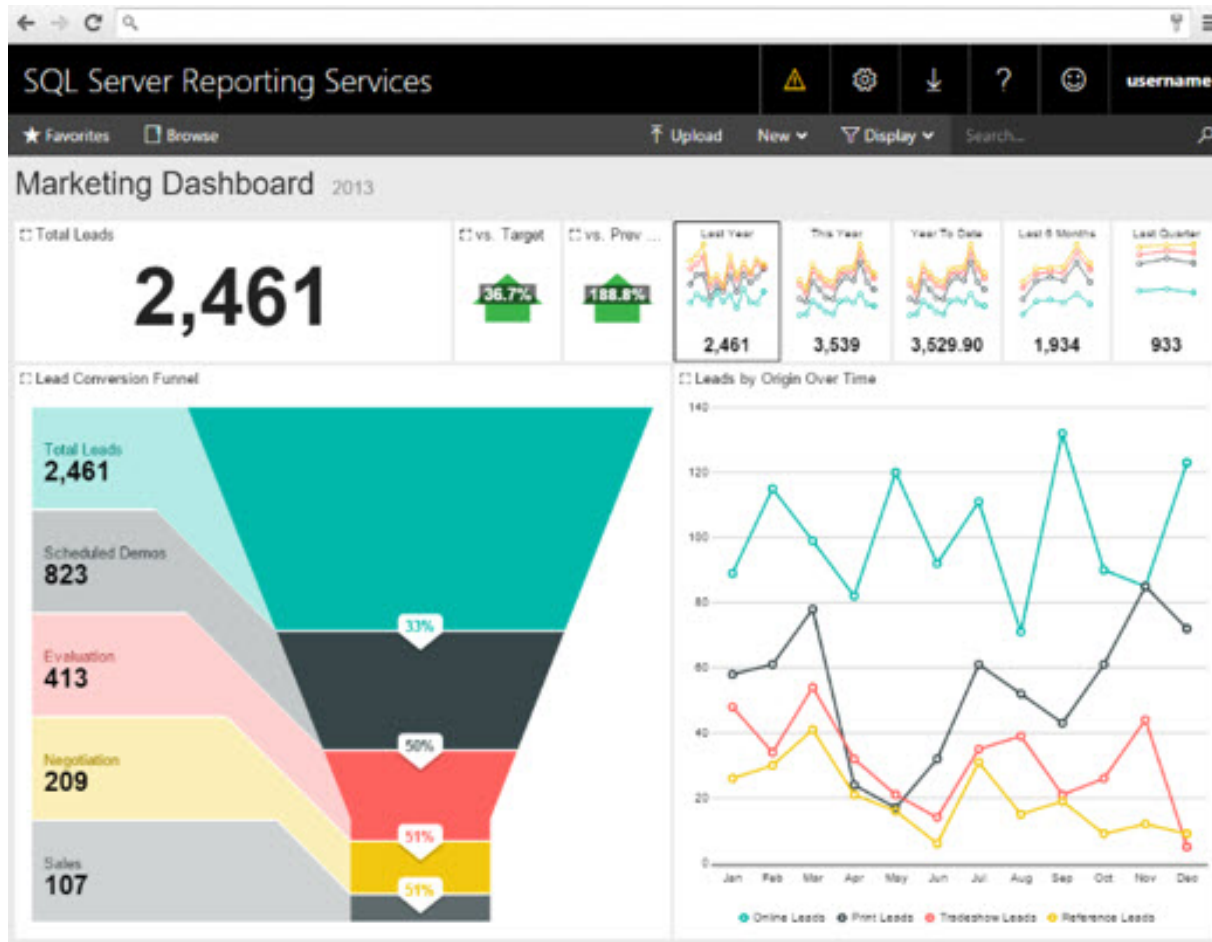 SQL Server Reporting Services
?
username
Favorites
Browse
Upload
New
Display
Search...
Marketing Dashboard 2013
Total Leads
2,461
vs. Target
36.7%
vs. Prev ...
188.8%
Last Year
2,461
This Year
3,539
Year To Date
3,529.90
Last 6 Months
1,934
Last Quarter
933
Lead Conversion Funnel
Total Leads
2,461
Scheduled Demos
823
Evaluation
413
Negotiation
209
Sales
107
33%
50%
51%
51%
Leads by Origin Over Time
140
120
100
80
60
40
20
0
Jan Feb Mar Apr May Jun Jul Aug Sep Oct Nov Dec
Online Leads Print Leads Tradeshow Leads Reference Leads